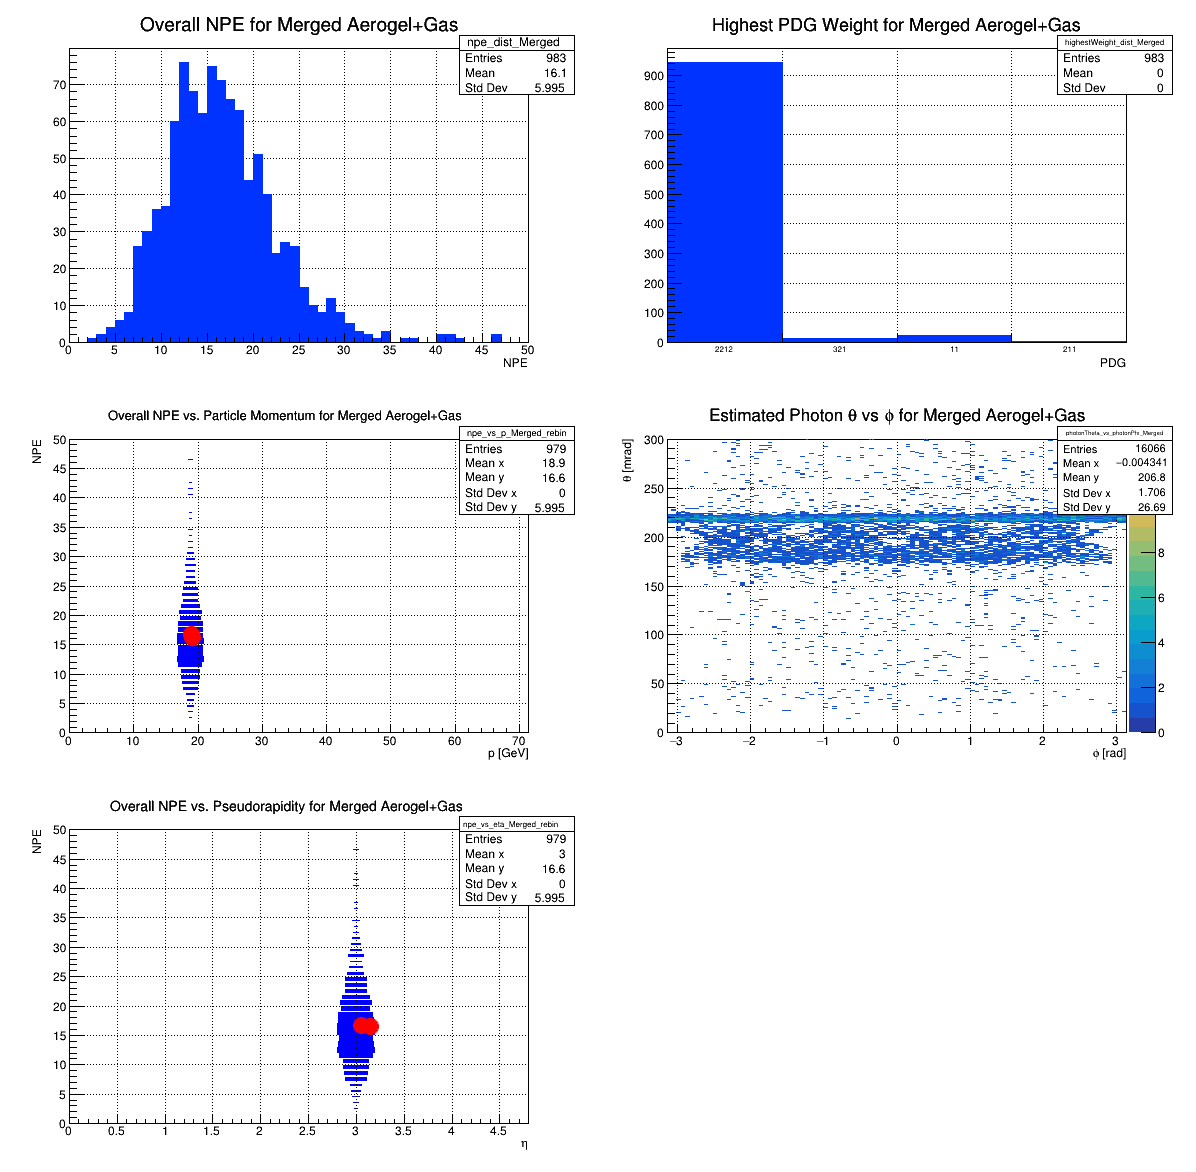 Overall NPE for Merged Aerogel+Gas
npe_dist_Merged
Entries 983
Mean 16.1
Std Dev 5.995
70
60
50
40
30
20
10
0
0 5 10 15 20 25 30 35 40 45 50
NPE
Highest PDG Weight for Merged Aerogel+Gas
highestWeight_dist_Merged
Entries 983
Mean 0
Std Dev 0
900
800
700
600
500
400
300
200
100
0
2212 321 11 211
PDG
Overall NPE vs. Particle Momentum for Merged Aerogel+Gas
npe_vs_p_Merged_rebin
Entries 979
Mean x 18.9
Mean y 16.6
Std Dev x 0
Std Dev y 5.995
NPE
50
45
40
35
30
25
20
15
10
5
0
0 10 20 30 40 50 60 70
p [GeV]
Estimated Photon θ vs ϕ for Merged Aerogel+Gas
photonTheta_vs_photonPhi_Merged
Entries 16066
Mean x −0.004341
Mean y 206.8
Std Dev x 1.706
Std Dev y 26.69
θ [mrad]
300
250
200
150
100
50
0
−3 −2 −1 0 1 2 3
ϕ [rad]
8
6
4
2
0
Overall NPE vs. Pseudorapidity for Merged Aerogel+Gas
npe_vs_eta_Merged_rebin
Entries 979
Mean x 3
Mean y 16.6
Std Dev x 0
Std Dev y 5.995
NPE
50
45
40
35
30
25
20
15
10
5
0
0 0.5 1 1.5 2 2.5 3 3.5 4 4.5
η